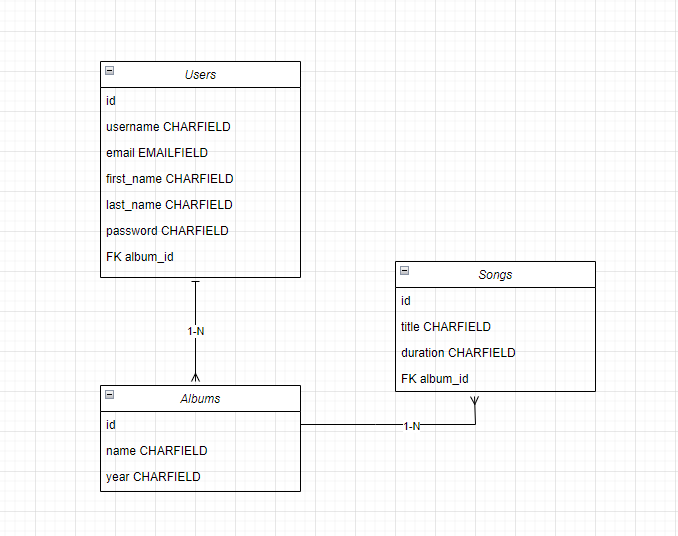 Users
id
username CHARFIELD
email EMAILFIELD
first_name CHARFIELD
last_name CHARFIELD
password CHARFIELD
FK album_id
1-N
Albums
id
name CHARFIELD
year CHARFIELD
1-N
Songs
id
title CHARFIELD
duration CHARFIELD
FK album_id